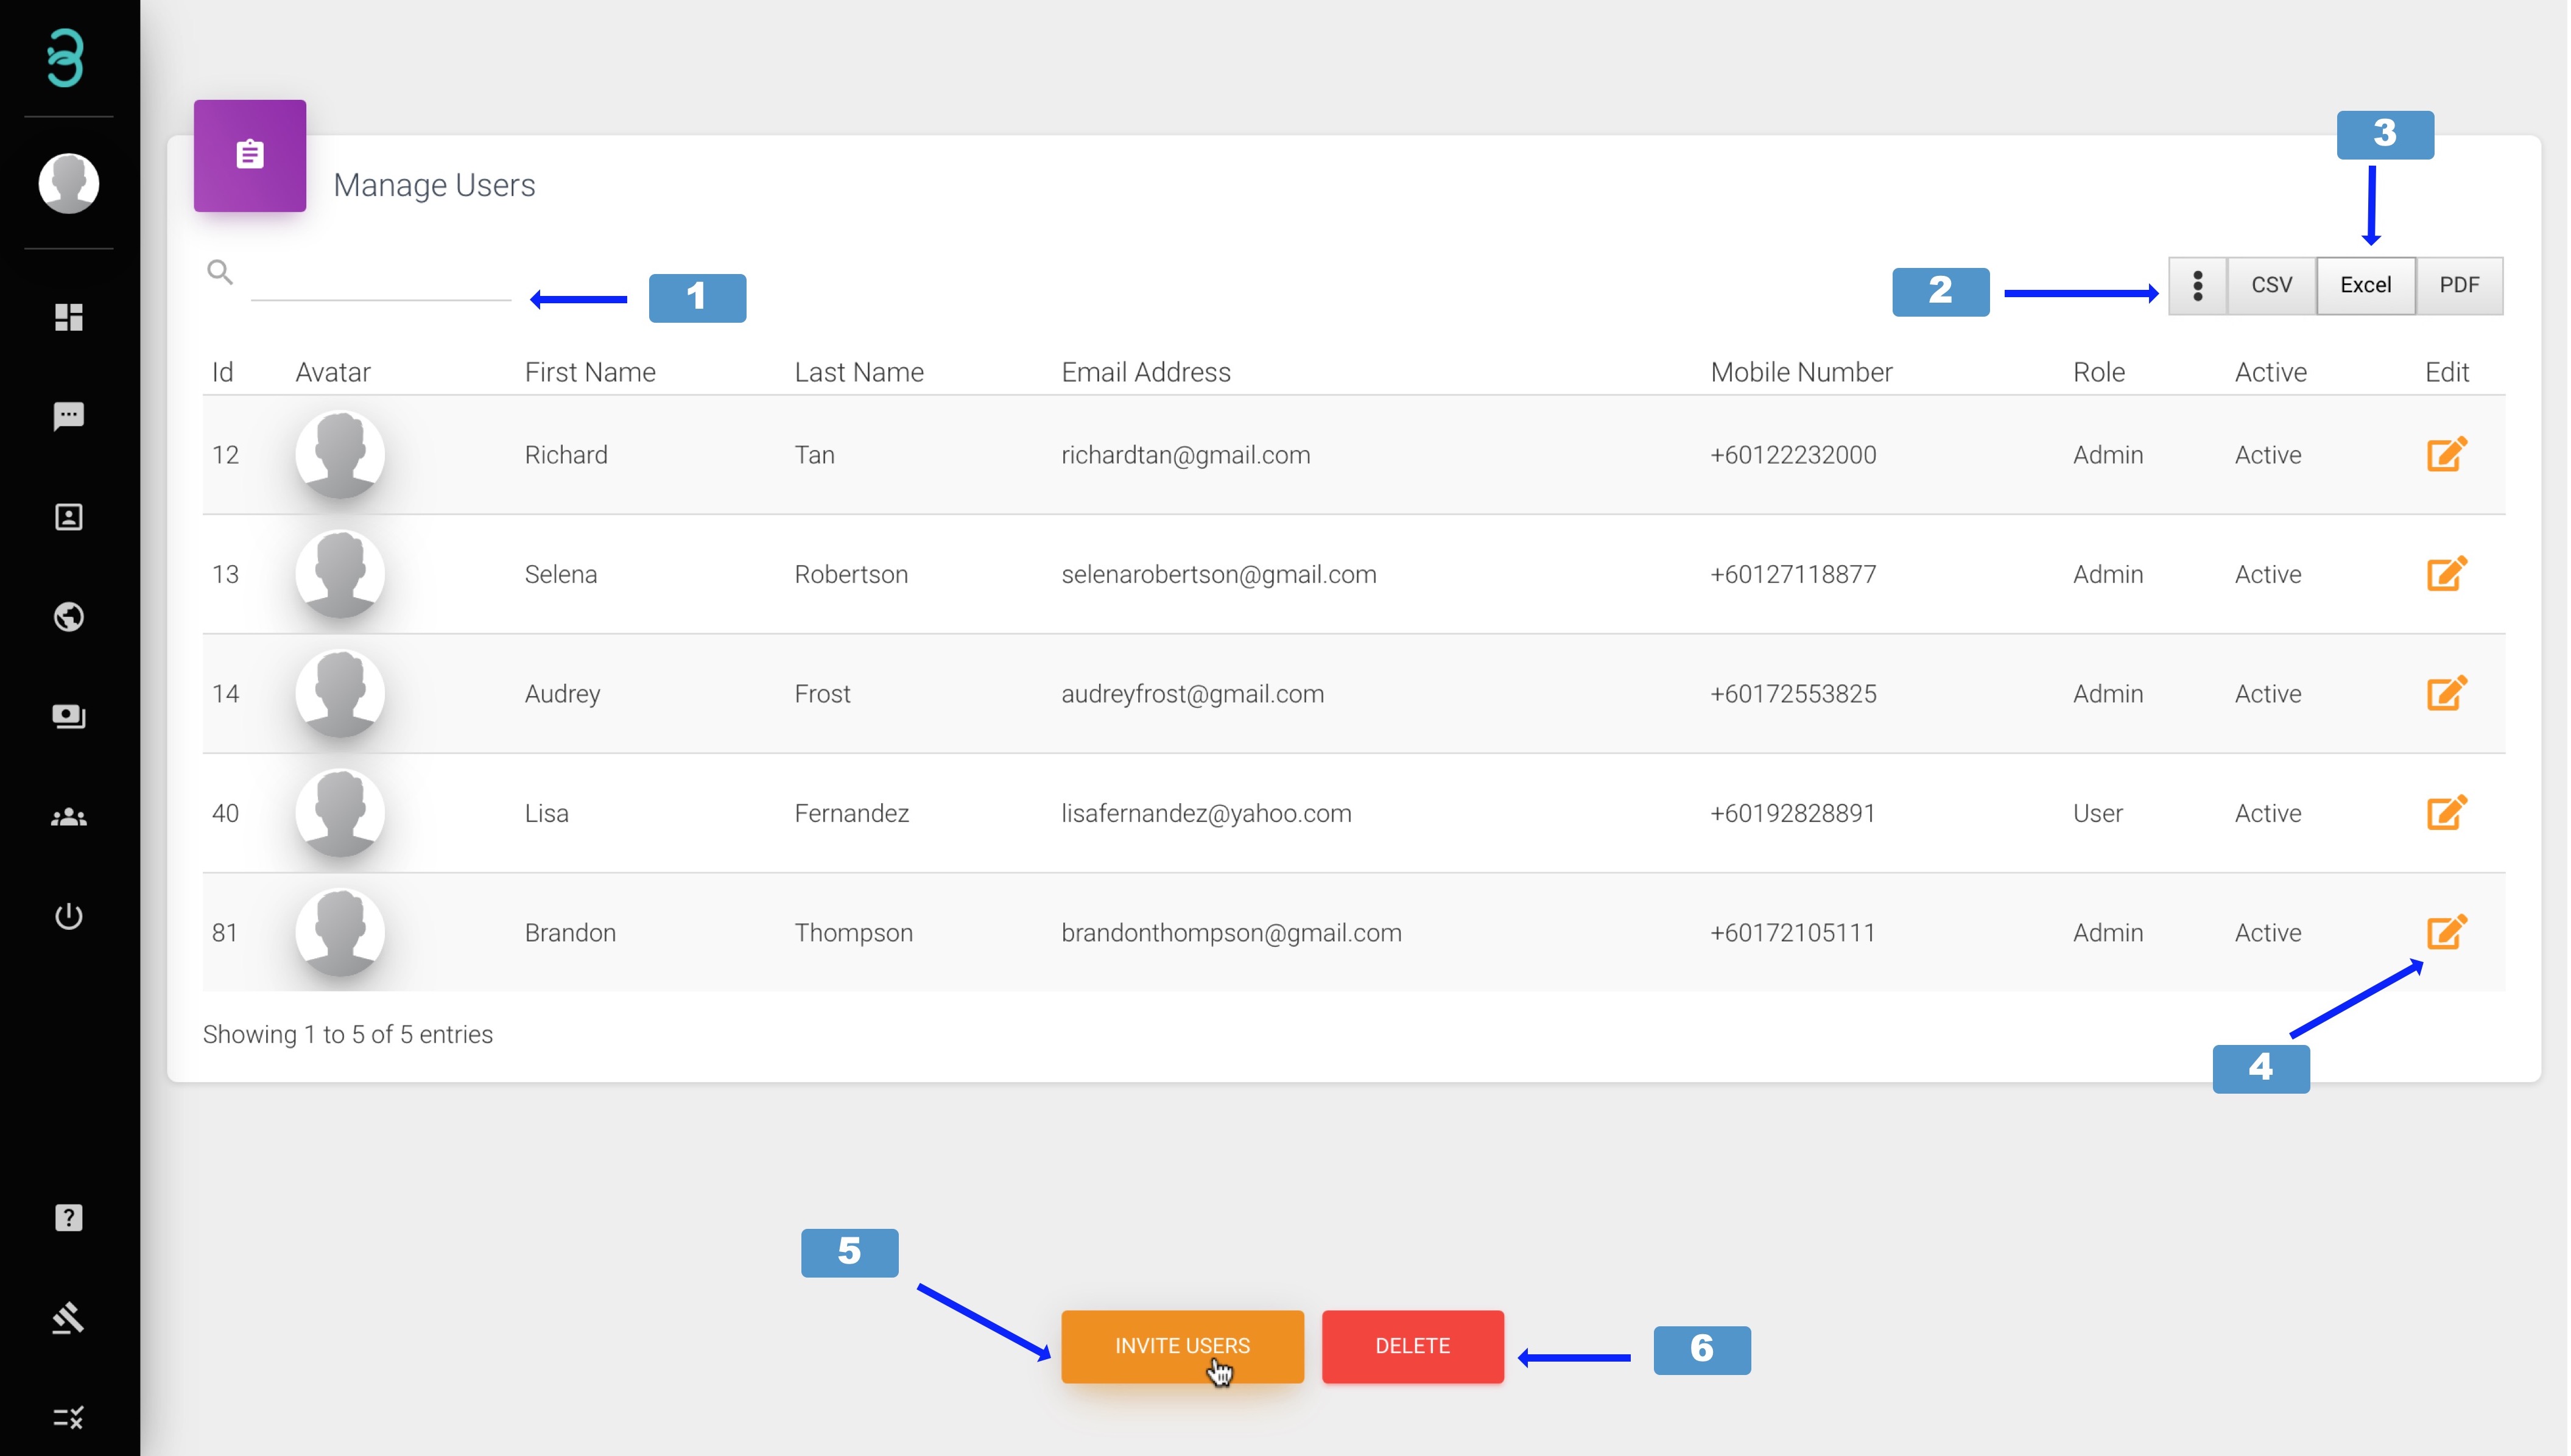 3
Manage Users
1
2
CSV Excel PDF
Id Avatar First Name Last Name Email Address Mobile Number Role Active Edit
12 Richard Tan richardtan@gmail.com +60122232000 Admin Active
13 Selena Robertson selenarobertson@gmail.com +60127118877 Admin Active
14 Audrey Frost audreyfrost@gmail.com +60172553825 Admin Active
40 Lisa Fernandez lisafernandez@yahoo.com +60192828891 User Active
81 Brandon Thompson brandonthompson@gmail.com +60172105111 Admin Active
Showing 1 to 5 of 5 entries
4
5
INVITE USERS DELETE
6